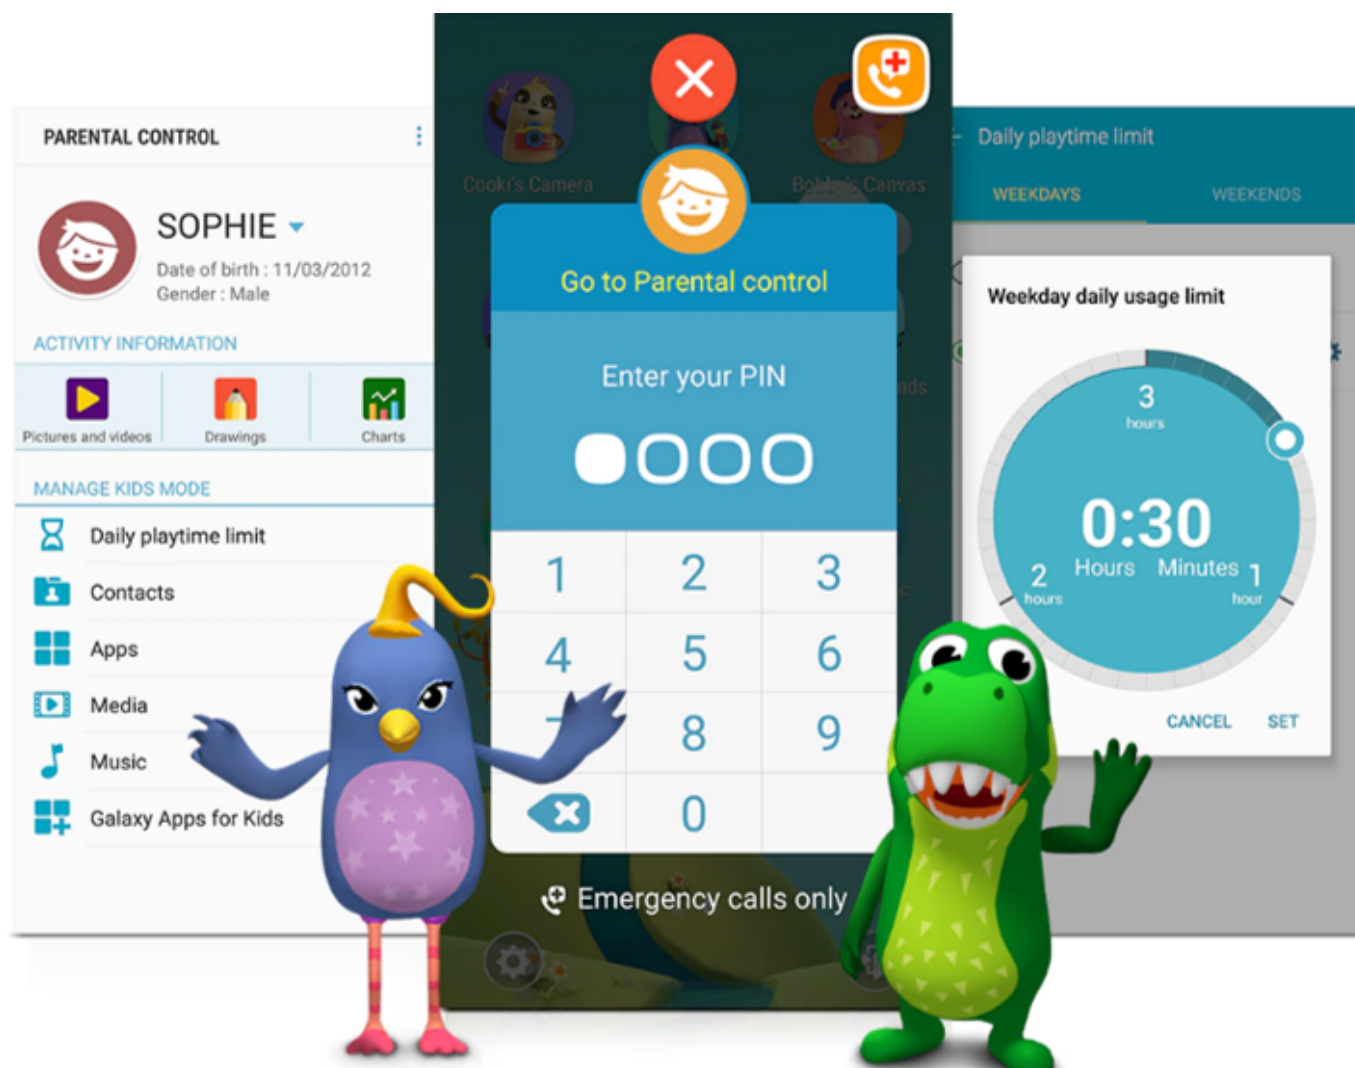 PARENTAL CONTROL
SOPHIE
Date of birth : 11/03/2012
Gender : Male
ACTIVITY INFORMATION
Pictures and videos
Drawings
Charts
MANAGE KIDS MODE
Daily playtime limit
Contacts
Apps
Media
Music
Galaxy Apps for Kids
Cooki's Camera
Bobby's Canvas
Go to Parental control
Enter your PIN
1 2 3
4 5 6
8 9
0
Emergency calls only
Daily playtime limit
WEEKDAYS WEEKENDS
Weekday daily usage limit
3
hours
0:30
Hours Minutes
2
hours
1
hour
CANCEL SET